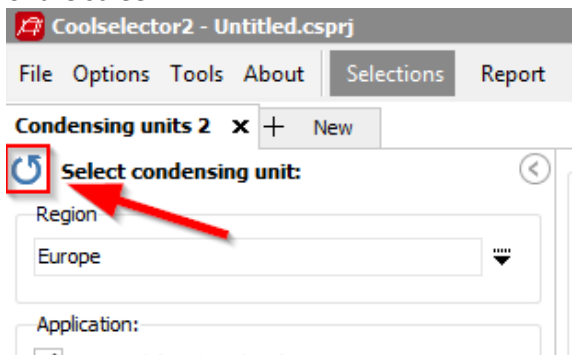 Coolselector2 - Untitled.csprj
File Options Tools About Selections Report
Condensing units 2 x + New
Select condensing unit:
Region
Europe
Application: